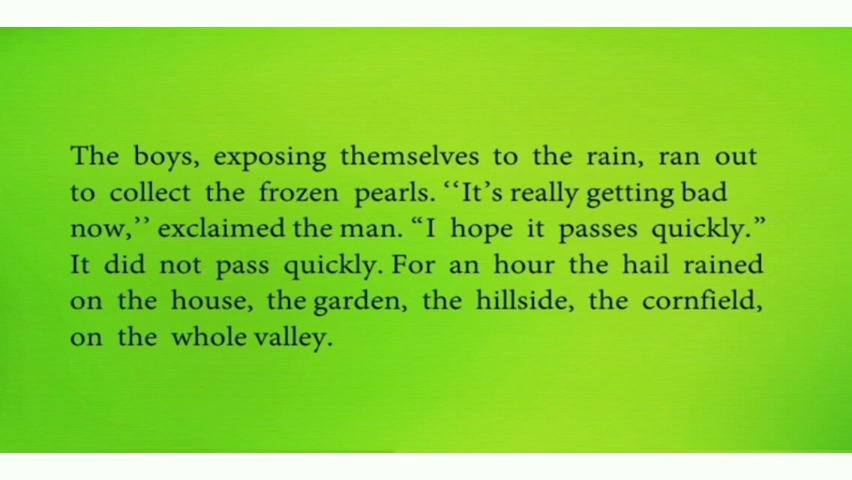 The boys, exposing themselves to the rain, ran out
to collect the frozen pearls. ‘‘It’s really getting bad
now,’’ exclaimed the man. “I hope it passes quickly.”
It did not pass quickly. For an hour the hail rained
on the house, the garden, the hillside, the cornfield,
on the whole valley.